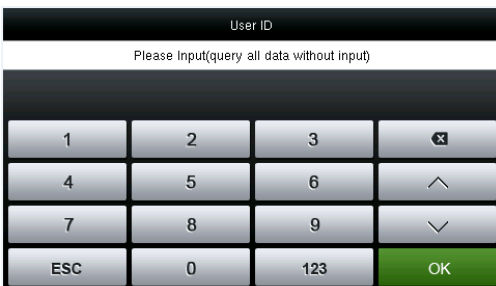 User ID
Please Input(query all data without input)
1 2 3
4 5 6
7 8 9
ESC 0 123 OK